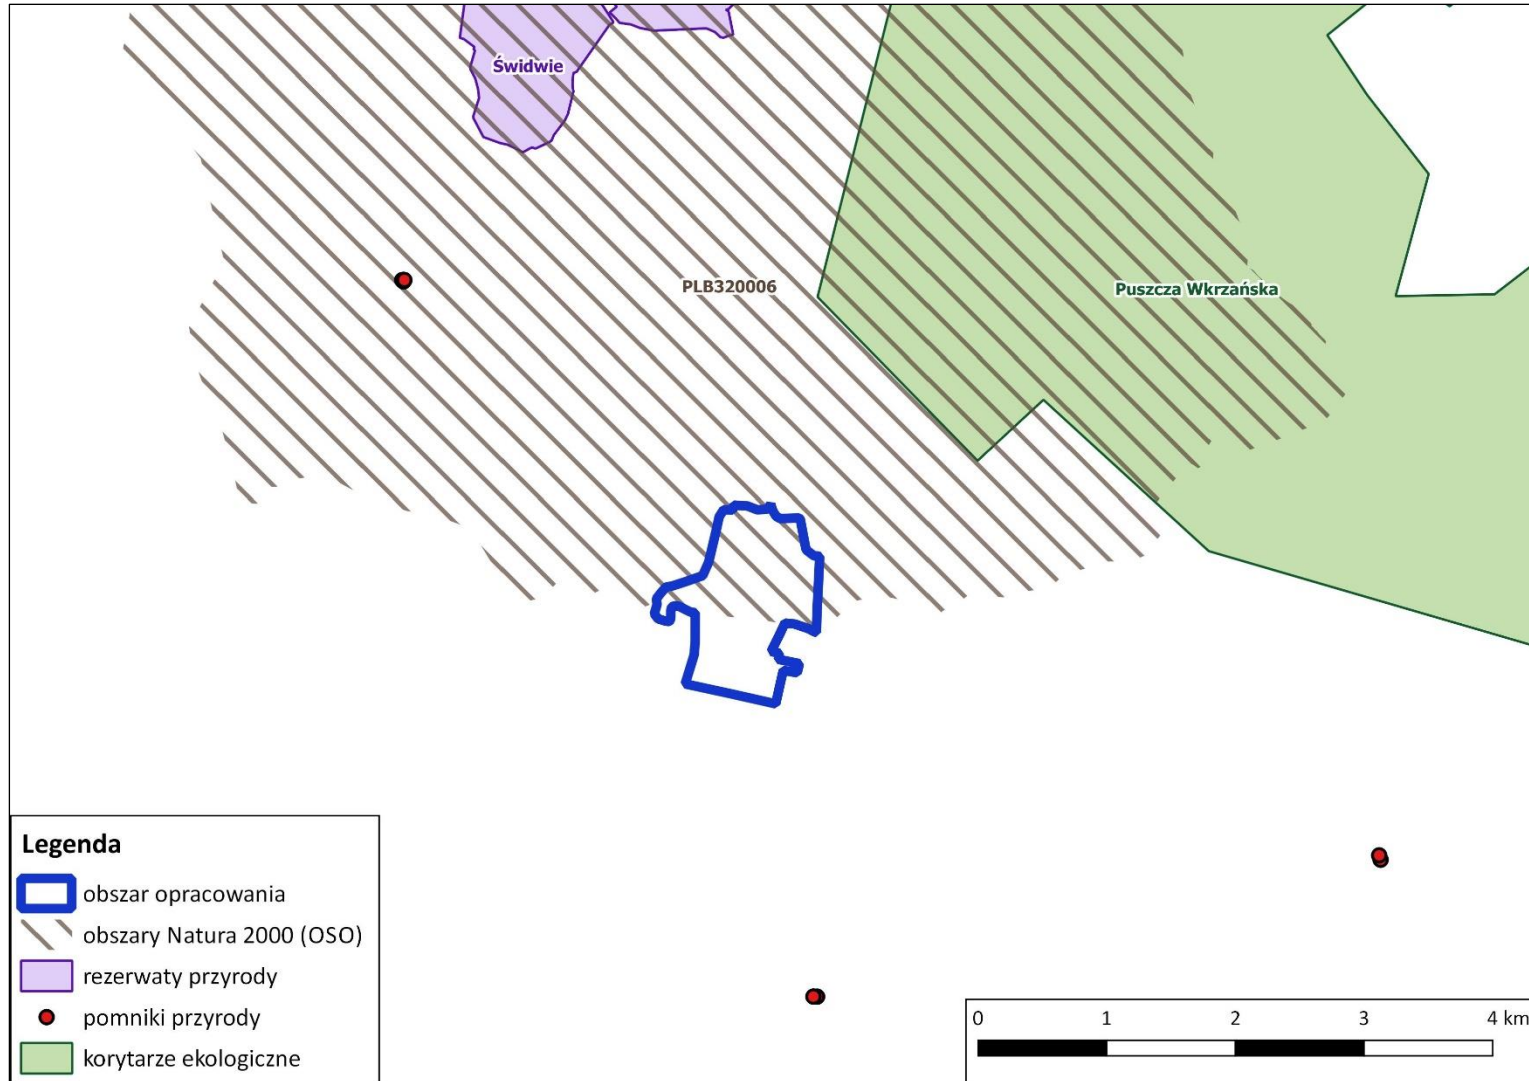 Świdwie
PLB320006
Puszcza Wkrzańska
Legenda
obszar opracowania
obszary Natura 2000 (OSO)
rezerwaty przyrody
pomniki przyrody
korytarze ekologiczne
0 1 2 3 4 km